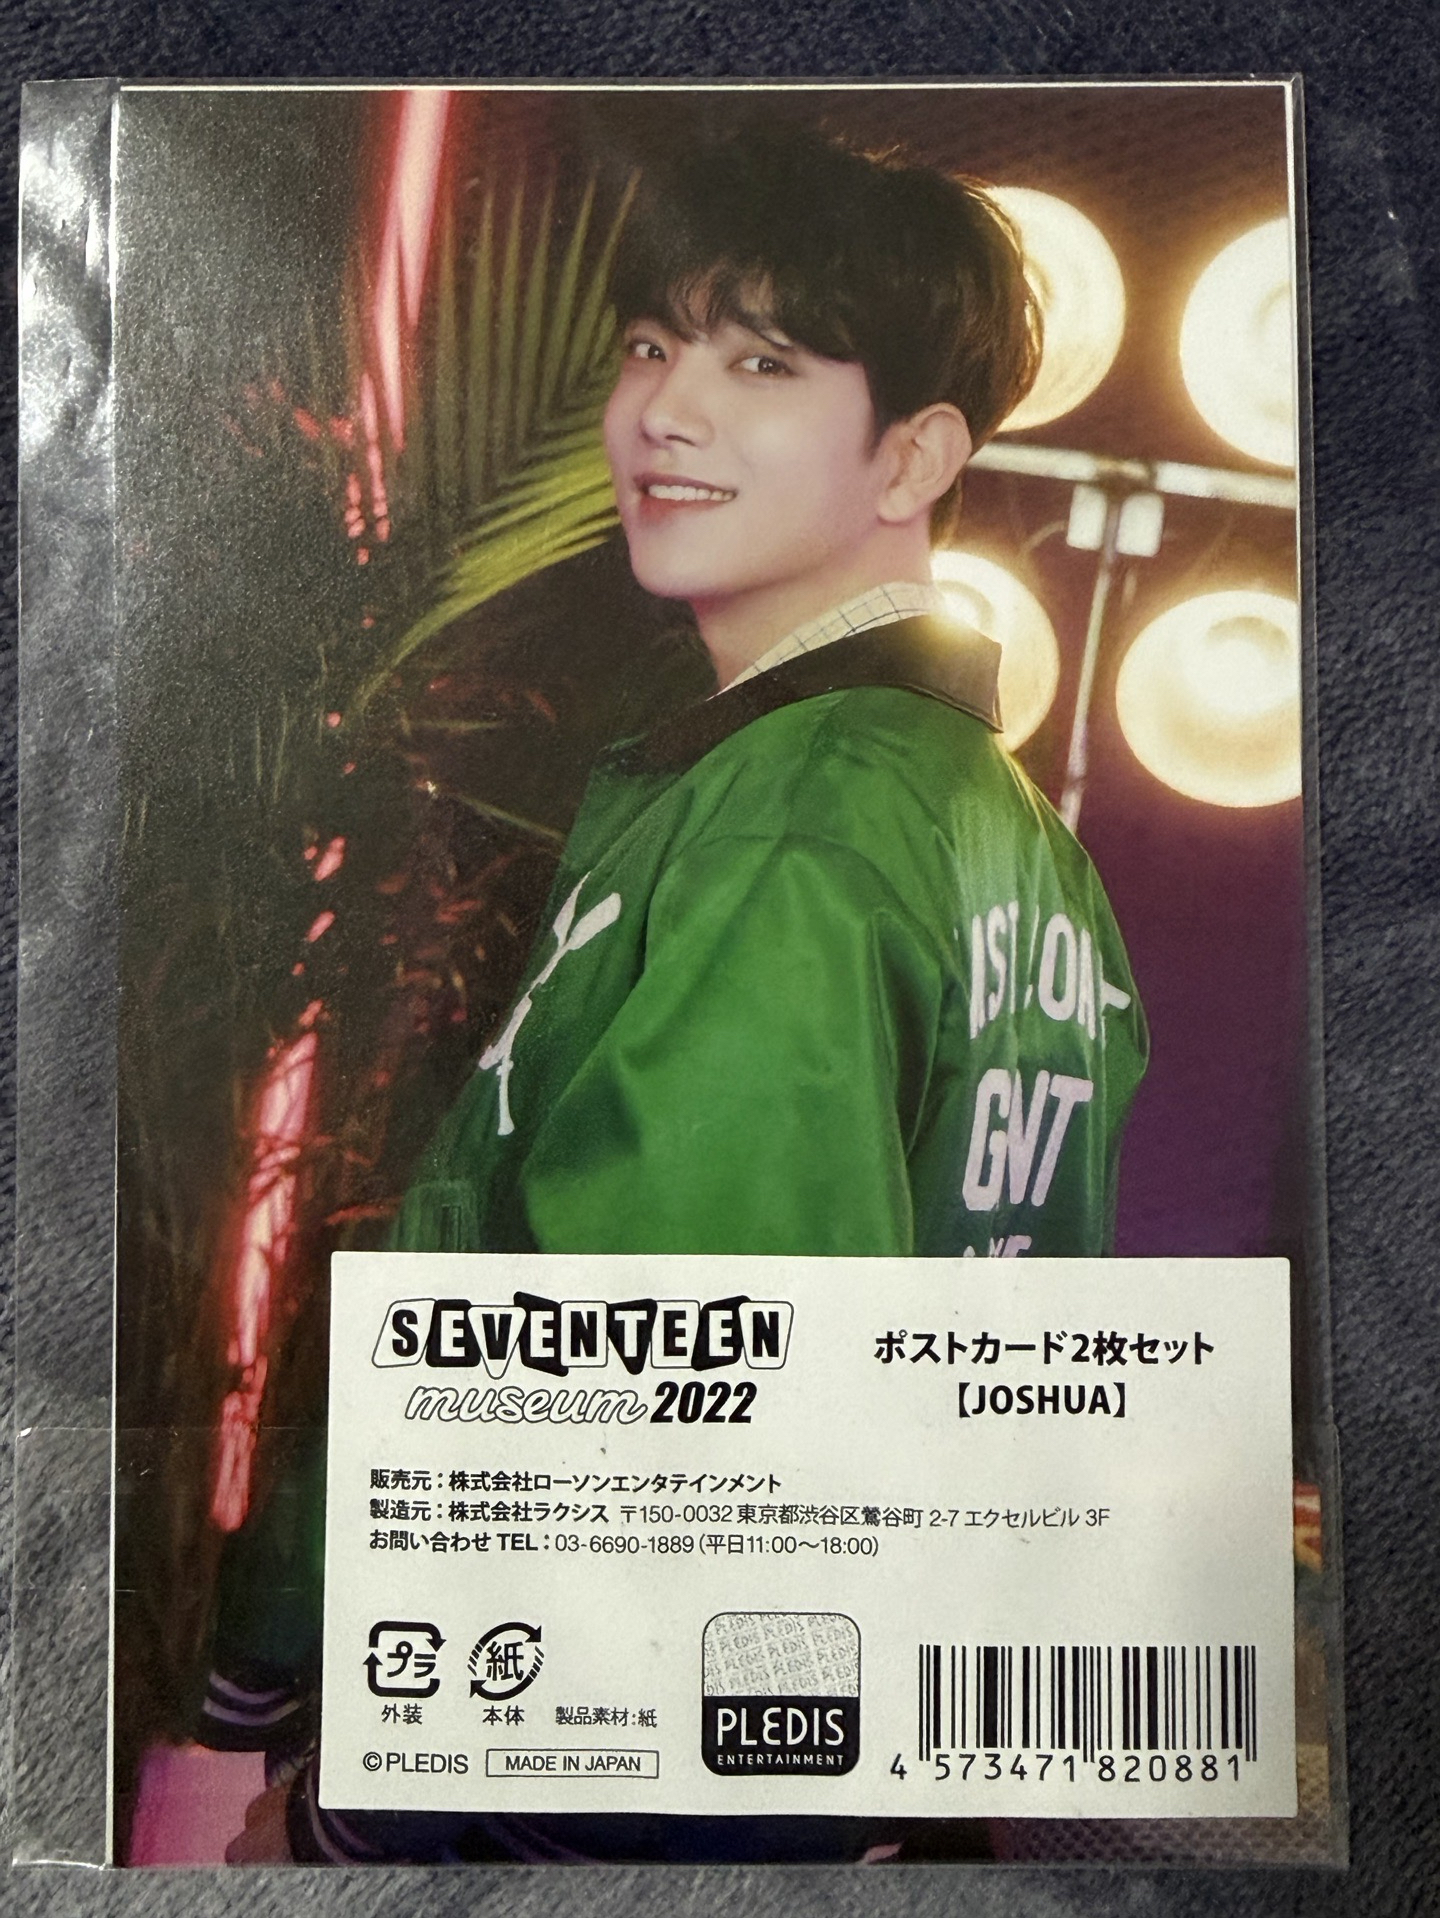 GNT
SEVENTEEN
museum 2022
ポストカード2枚セット
【JOSHUA】
販売元：株式会社ローソンエンタテインメント
製造元：株式会社ラクシス 〒150-0032 東京都渋谷区鶯谷町 2-7 エクセルビル 3F
お問い合わせ TEL：03-6690-1889（平日11:00〜18:00）
プラ
外装
紙
本体
製品素材：紙
©PLEDIS
MADE IN JAPAN
PLEDIS
ENTERTAINMENT
4 573471 820881